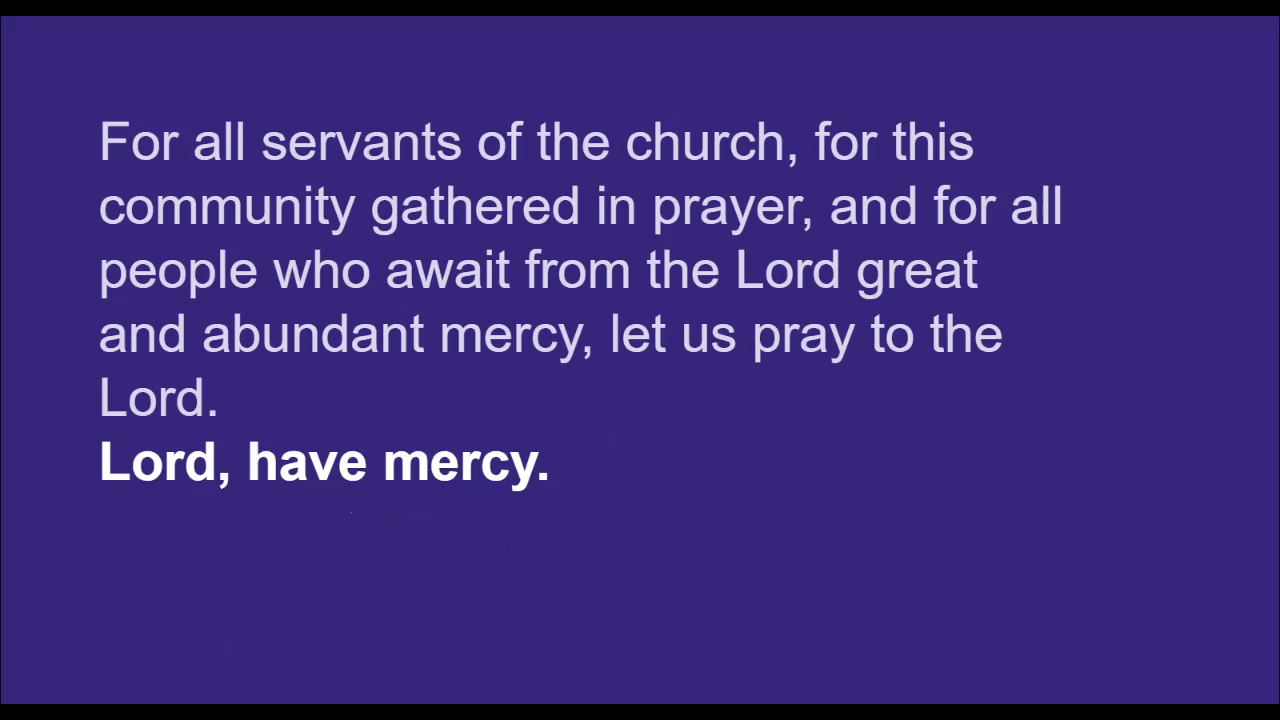 For all servants of the church, for this
community gathered in prayer, and for all
people who await from the Lord great
and abundant mercy, let us pray to the
Lord.
Lord, have mercy.